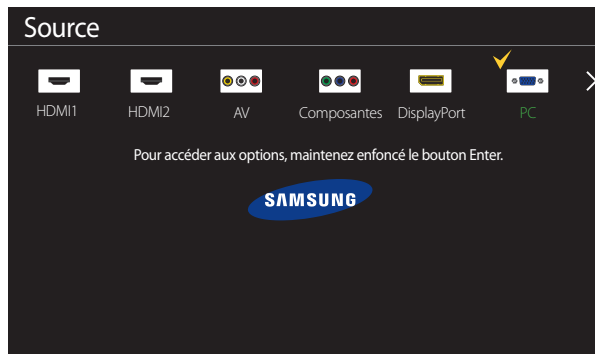 Source
HDMI1 HDMI2 AV Composantes DisplayPort PC
Pour accéder aux options, maintenez enfoncé le bouton Enter.
SAMSUNG